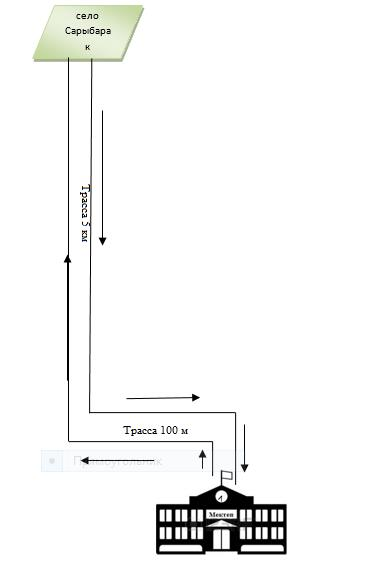 село
Сарыбара
к
Трасса 5 км
Трасса 100 м
Прямоугольник
Мектеп